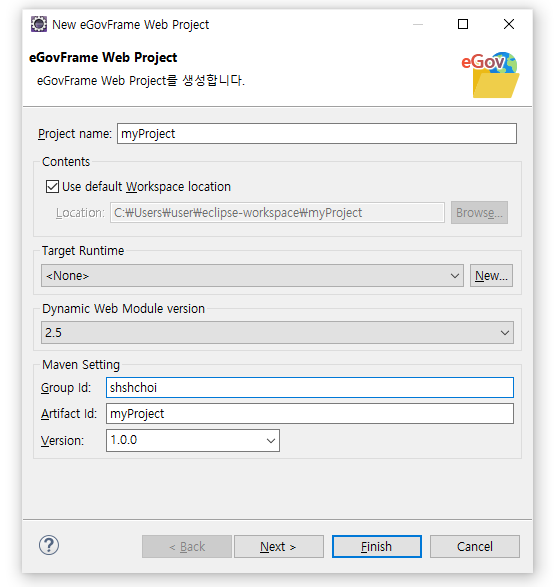 New eGovFrame Web Project
eGovFrame Web Project
eGovFrame Web Project를 생성합니다.
eGov
Project name: myProject
Contents
Use default Workspace location
Location: C:₩Users₩user₩eclipse-workspace₩myProject Browse...
Target Runtime
<None> New...
Dynamic Web Module version
2.5
Maven Setting
Group Id: shshchoi
Artifact Id: myProject
Version: 1.0.0
? < Back Next > Finish Cancel